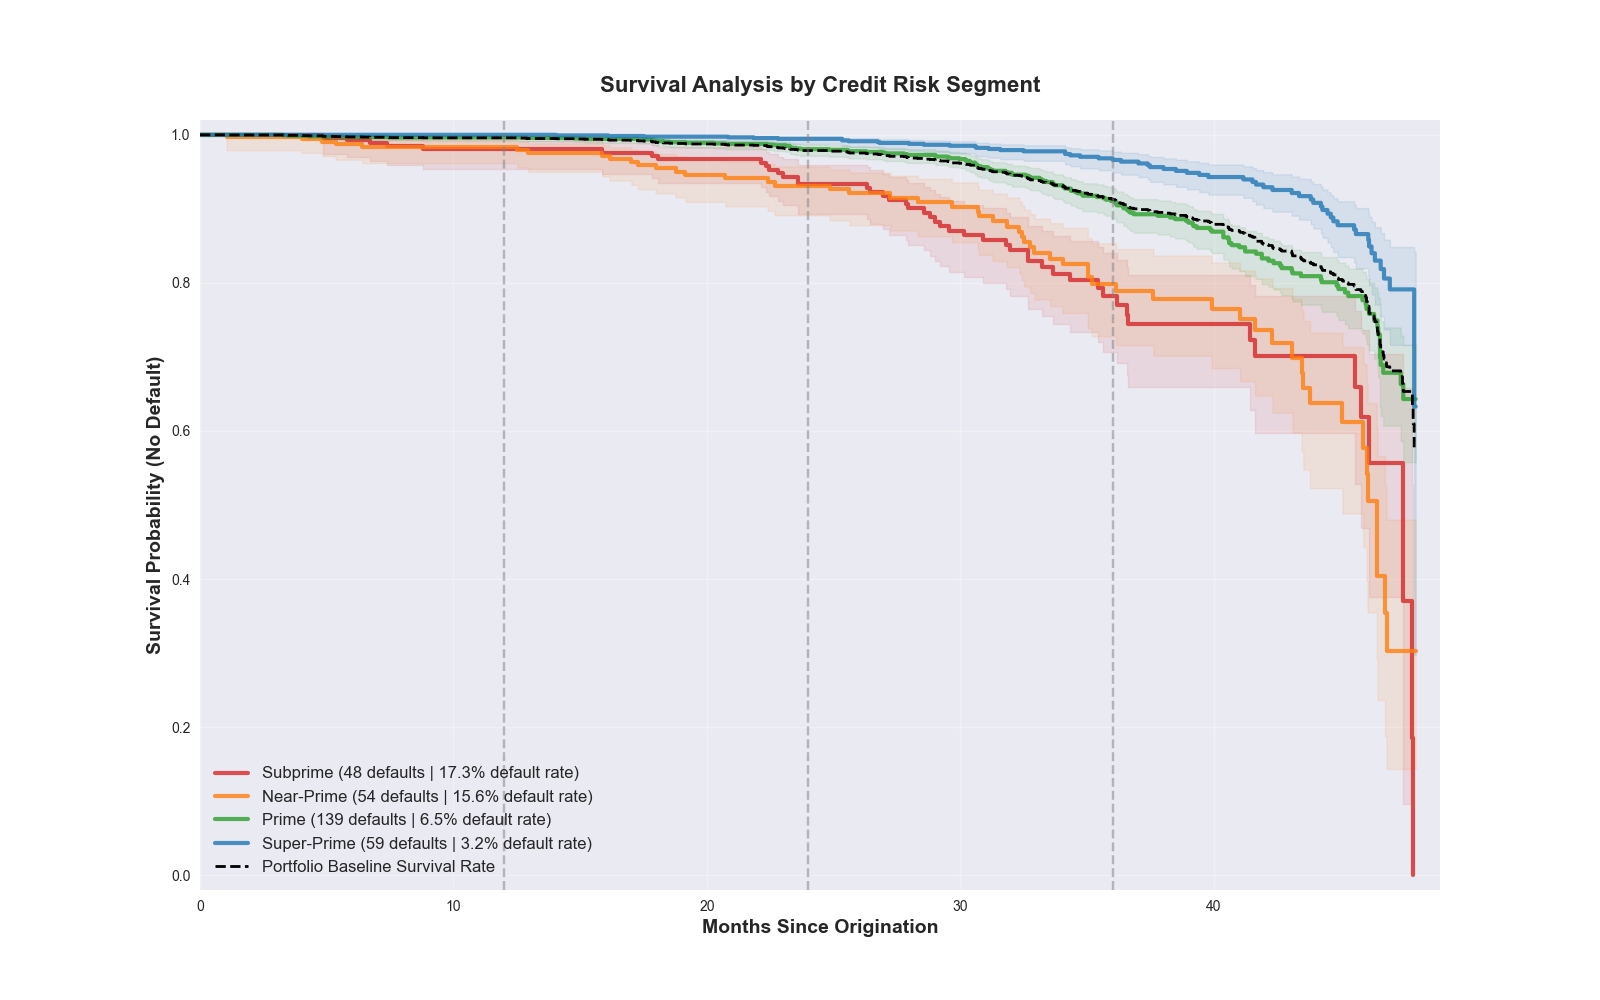 Survival Analysis by Credit Risk Segment
Survival Probability (No Default)
1.0
0.8
0.6
0.4
0.2
0.0
Subprime (48 defaults | 17.3% default rate)
Near-Prime (54 defaults | 15.6% default rate)
Prime (139 defaults | 6.5% default rate)
Super-Prime (59 defaults | 3.2% default rate)
Portfolio Baseline Survival Rate
0 10 20 30 40
Months Since Origination